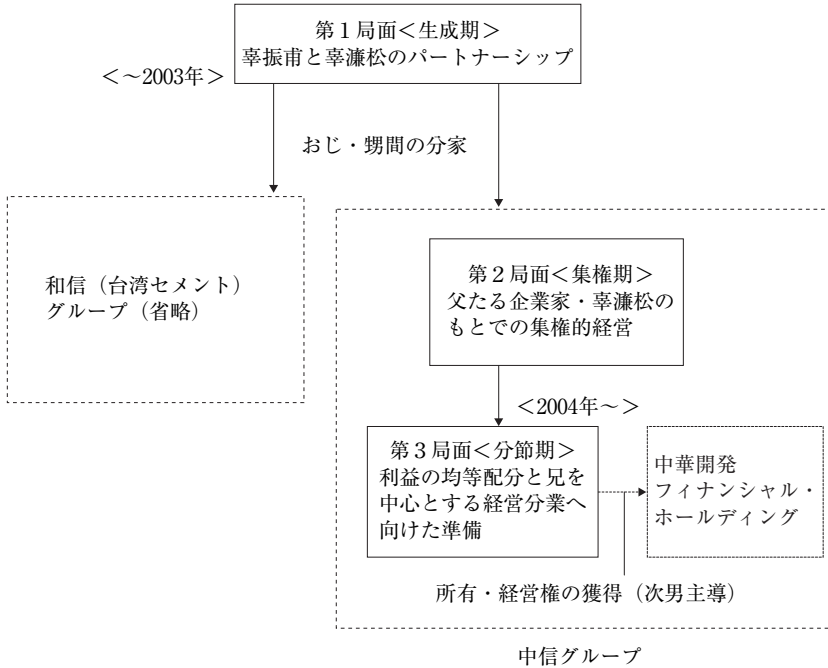 第１局面＜生成期＞
辜振甫と辜濓松のパートナーシップ
＜～2003年＞
おじ・甥間の分家
和信（台湾セメント）
グループ（省略）
第２局面＜集権期＞
父たる企業家・辜濓松の
もとでの集権的経営
＜2004年～＞
第３局面＜分節期＞
利益の均等配分と兄を
中心とする経営分業へ
向けた準備
中華開発
フィナンシャル・
ホールディング
所有・経営権の獲得（次男主導）
中信グループ